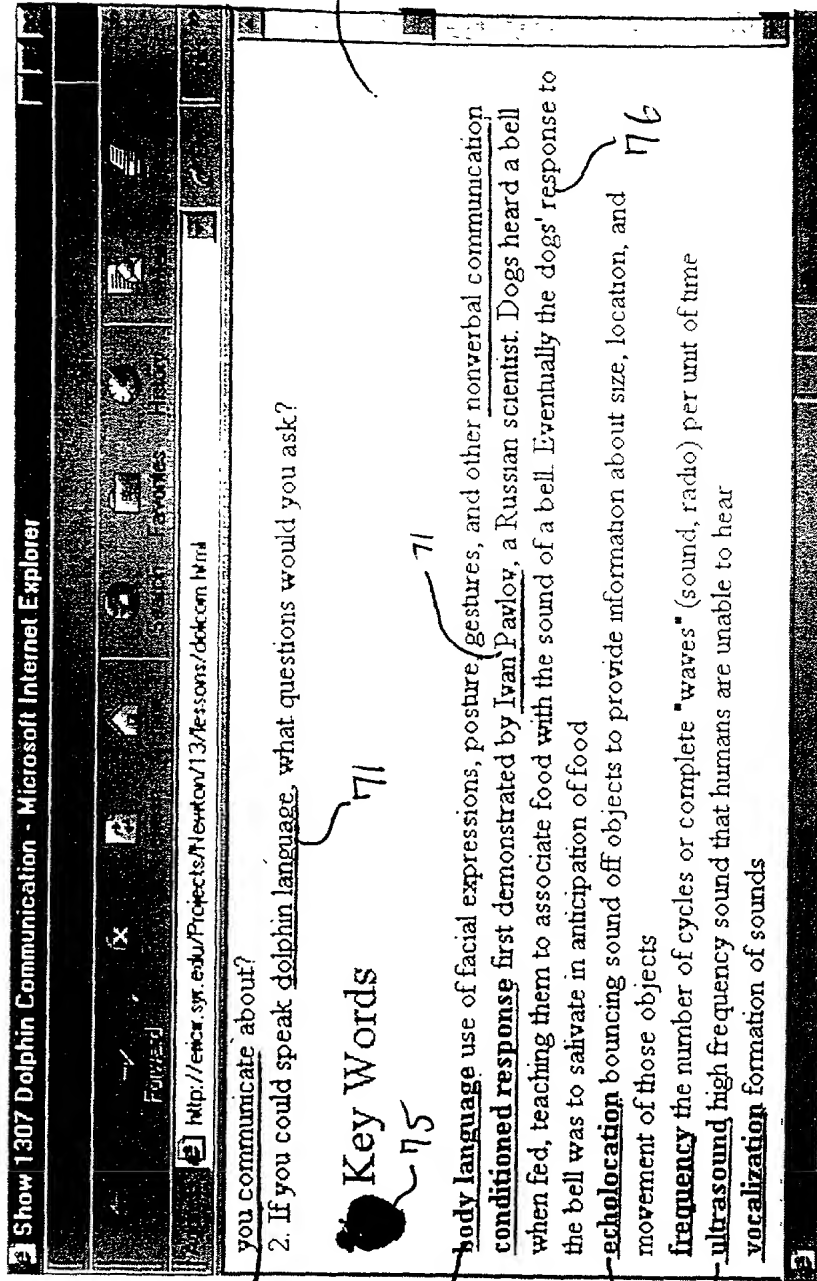 Show 1307 Dolphin Communication - Microsoft Internet Explorer
Forward Favorites History
http://ericir.syr.edu/Projects/Newton/13/lessons/dolcom.html
you communicate about?
2. If you could speak dolphin language, what questions would you ask?
71
Key Words
75
71
body language use of facial expressions, posture, gestures, and other nonverbal communication
conditioned response first demonstrated by Ivan Pavlov, a Russian scientist. Dogs heard a bell
when fed, teaching them to associate food with the sound of a bell. Eventually the dogs' response to
the bell was to salivate in anticipation of food
76
echolocation bouncing sound off objects to provide information about size, location, and
movement of those objects
frequency the number of cycles or complete "waves" (sound, radio) per unit of time
ultrasound high frequency sound that humans are unable to hear
vocalization formation of sounds